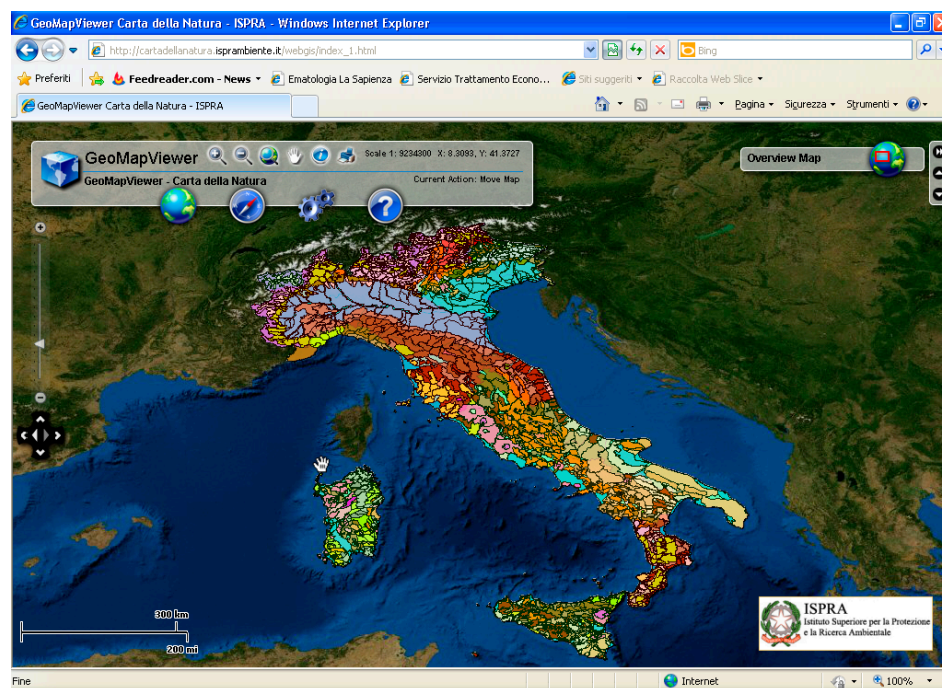 GeoMapViewer Carta della Natura - ISPRA - Windows Internet Explorer
http://cartadellanatura.isprambiente.it/webgis/index_1.html
Bing
Preferiti
Feedreader.com - News
Ematologia La Sapienza
Servizio Trattamento Econo...
Siti suggeriti
Raccolta Web Slice
GeoMapViewer Carta della Natura - ISPRA
Pagina
Sicurezza
Strumenti
GeoMapViewer
Scale 1: 9234300 X: 8.3093, Y: 41.3727
GeoMapViewer - Carta della Natura
Current Action: Move Map
Overview Map
300 km
200 mi
ISPRA
Istituto Superiore per la Protezione
e la Ricerca Ambientale
Fine
Internet
100%